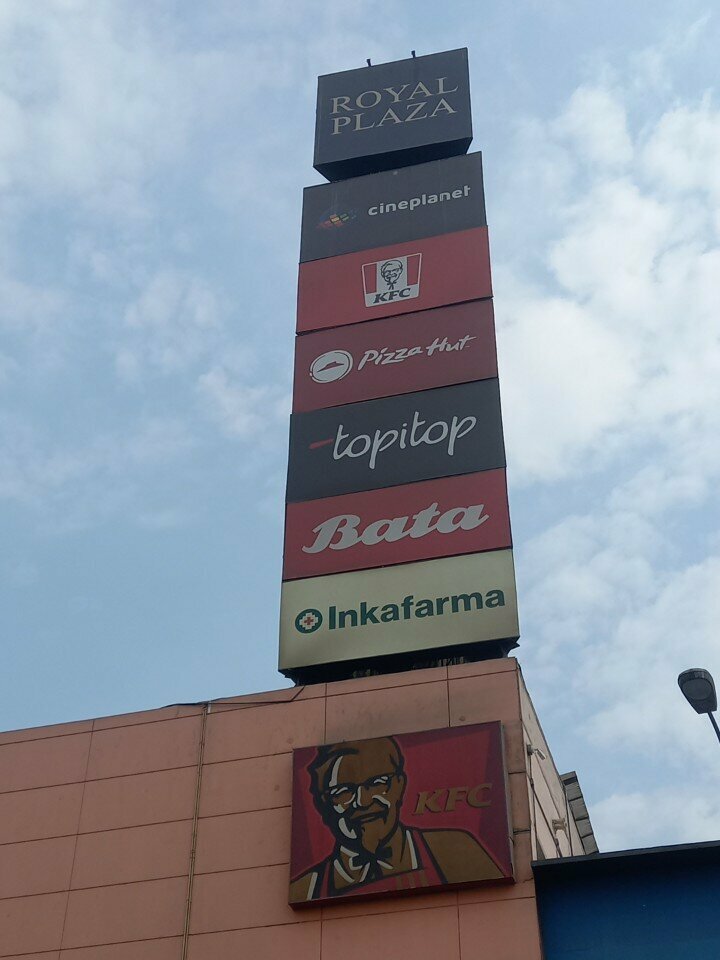 ROYAL
PLAZA
cineplanet
KFC
Pizza Hut
topitop
Bata
Inkafarma
KFC